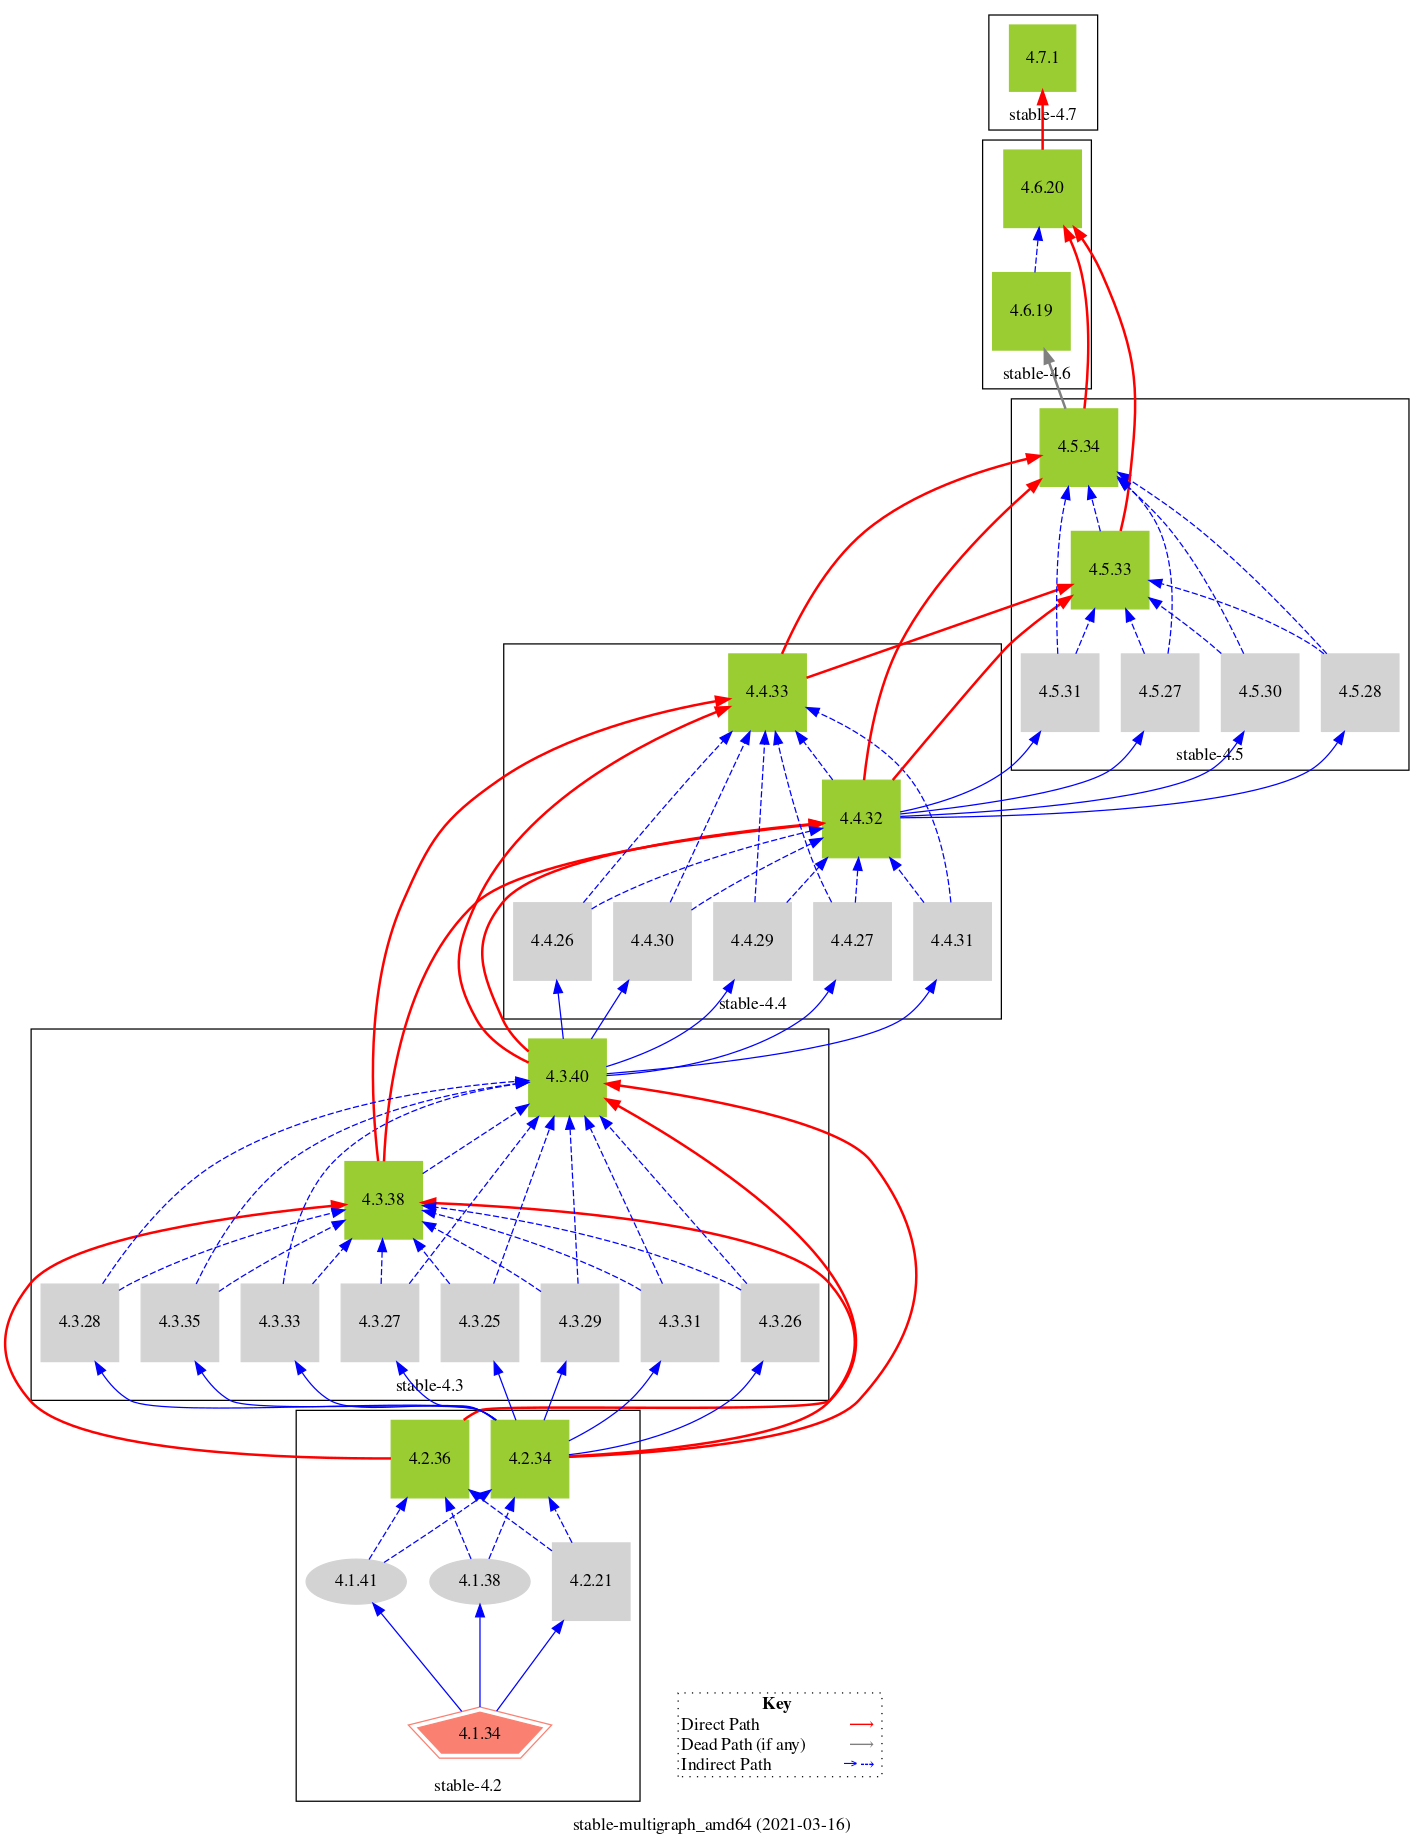 4.7.1
stable-4.7
4.6.20
4.6.19
stable-4.6
4.5.34
4.5.33
4.5.31
4.5.27
4.5.30
4.5.28
stable-4.5
4.4.33
4.4.32
4.4.26
4.4.30
4.4.29
4.4.27
4.4.31
stable-4.4
4.3.40
4.3.38
4.3.28
4.3.35
4.3.33
4.3.27
4.3.25
4.3.29
4.3.31
4.3.26
stable-4.3
4.2.36
4.2.34
4.1.41
4.1.38
4.2.21
4.1.34
stable-4.2
Key
Direct Path
Dead Path (if any)
Indirect Path
stable-multigraph_amd64 (2021-03-16)